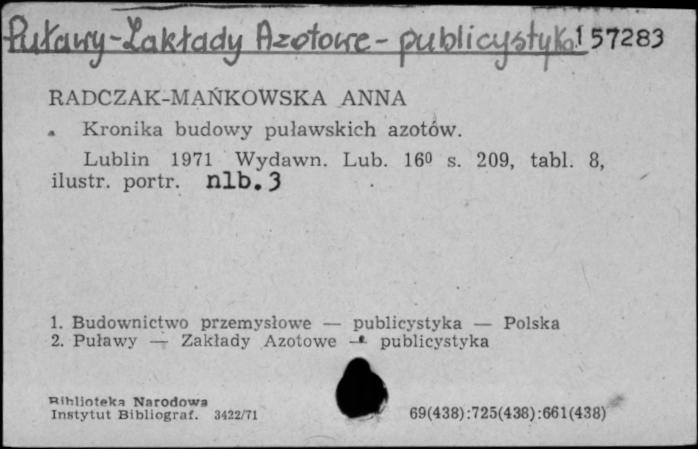 Puławy-Zakłady Azotowe - publicystyka 157283
RADCZAK-MAŃKOWSKA ANNA
Kronika budowy puławskich azotów.
Lublin 1971 Wydawn. Lub. 16⁰ s. 209, tabl. 8,
ilustr. portr. nlb. 3
1. Budownictwo przemysłowe — publicystyka — Polska
2. Puławy — Zakłady Azotowe — publicystyka
Biblioteka Narodowa
Instytut Bibliograf. 3422/71
69(438):725(438):661(438)